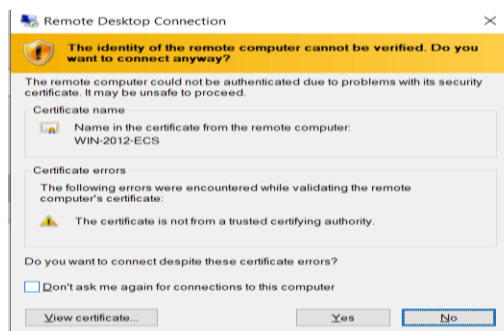 Remote Desktop Connection
The identity of the remote computer cannot be verified. Do you
want to connect anyway?
The remote computer could not be authenticated due to problems with its security
certificate. It may be unsafe to proceed.
Certificate name
Name in the certificate from the remote computer:
WIN-2012-ECS
Certificate errors
The following errors were encountered while validating the remote
computer's certificate:
The certificate is not from a trusted certifying authority.
Do you want to connect despite these certificate errors?
Don't ask me again for connections to this computer
View certificate...
Yes
No